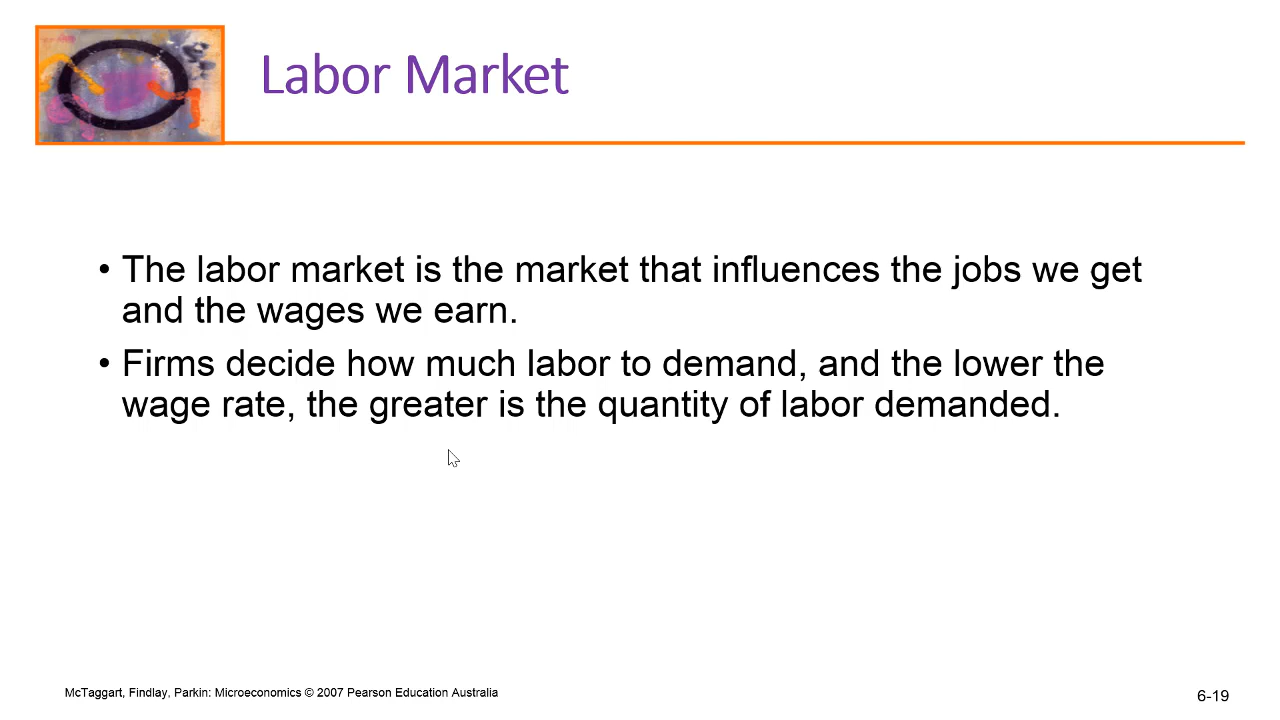 Labor Market
• The labor market is the market that influences the jobs we get
and the wages we earn.
• Firms decide how much labor to demand, and the lower the
wage rate, the greater is the quantity of labor demanded.
McTaggart, Findlay, Parkin: Microeconomics © 2007 Pearson Education Australia
6-19